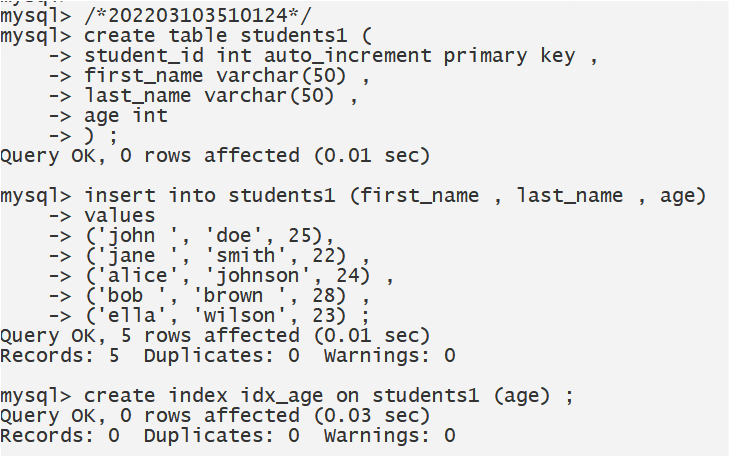 mysql> /*202203103510124*/
mysql> create table students1 (
    -> student_id int auto_increment primary key ,
    -> first_name varchar(50) ,
    -> last_name varchar(50) ,
    -> age int
    -> ) ;
Query OK, 0 rows affected (0.01 sec)

mysql> insert into students1 (first_name , last_name , age)
    -> values
    -> ('john ', 'doe', 25),
    -> ('jane ', 'smith', 22) ,
    -> ('alice', 'johnson', 24) ,
    -> ('bob ', 'brown ', 28) ,
    -> ('ella', 'wilson', 23) ;
Query OK, 5 rows affected (0.01 sec)
Records: 5  Duplicates: 0  Warnings: 0

mysql> create index idx_age on students1 (age) ;
Query OK, 0 rows affected (0.03 sec)
Records: 0  Duplicates: 0  Warnings: 0